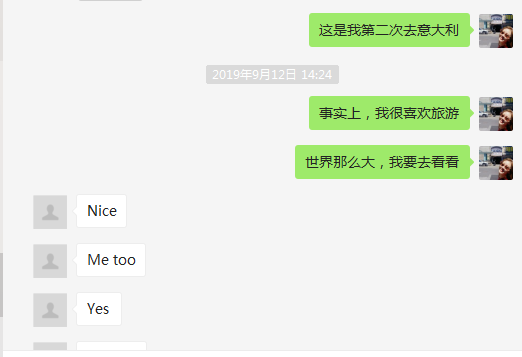 这是我第二次去意大利
2019年9月12日 14:24
事实上，我很喜欢旅游
世界那么大，我要去看看
Nice
Me too
Yes